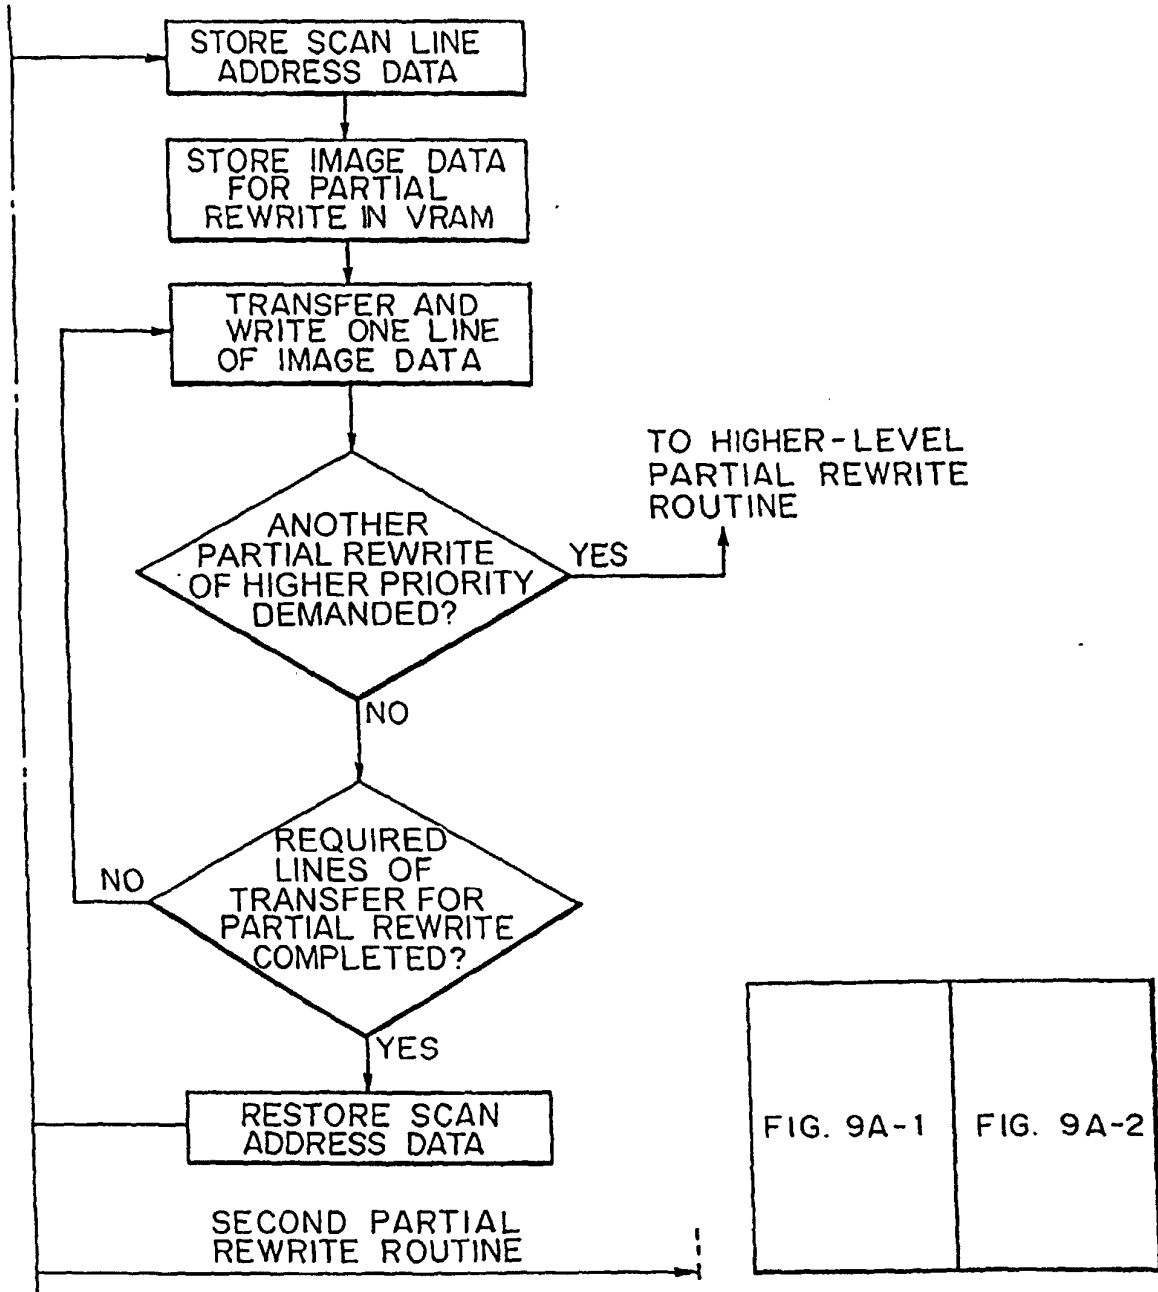 STORE SCAN LINE
ADDRESS DATA
STORE IMAGE DATA
FOR PARTIAL
REWRITE IN VRAM
TRANSFER AND
WRITE ONE LINE
OF IMAGE DATA
TO HIGHER-LEVEL
PARTIAL REWRITE
ROUTINE
ANOTHER
PARTIAL REWRITE
OF HIGHER PRIORITY
DEMANDED?
YES
NO
REQUIRED
LINES OF
TRANSFER FOR
PARTIAL REWRITE
COMPLETED?
NO
YES
RESTORE SCAN
ADDRESS DATA
SECOND PARTIAL
REWRITE ROUTINE
FIG. 9A-1
FIG. 9A-2